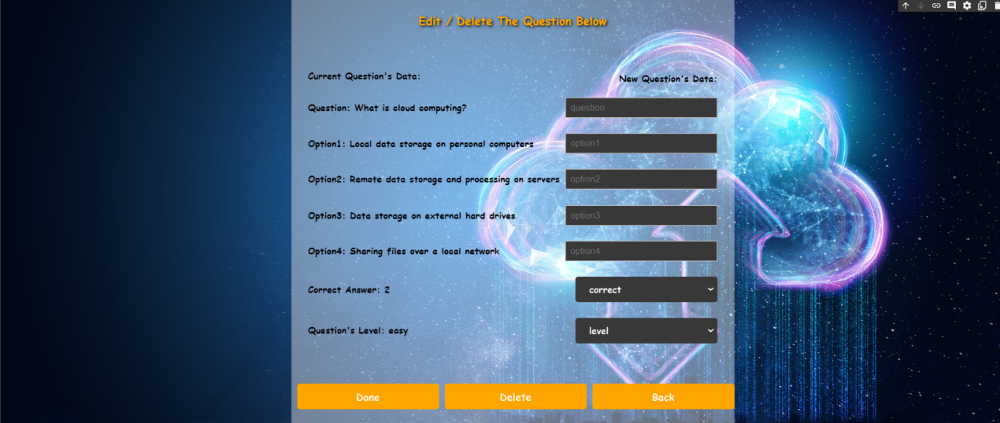 Edit / Delete The Question Below
Current Question's Data:
New Question's Data:
Question: What is cloud computing?
question
Option1: Local data storage on personal computers
option1
Option2: Remote data storage and processing on servers
option2
Option3: Data storage on external hard drives
option3
Option4: Sharing files over a local network
option4
Correct Answer: 2
correct
Question's Level: easy
level
Done
Delete
Back